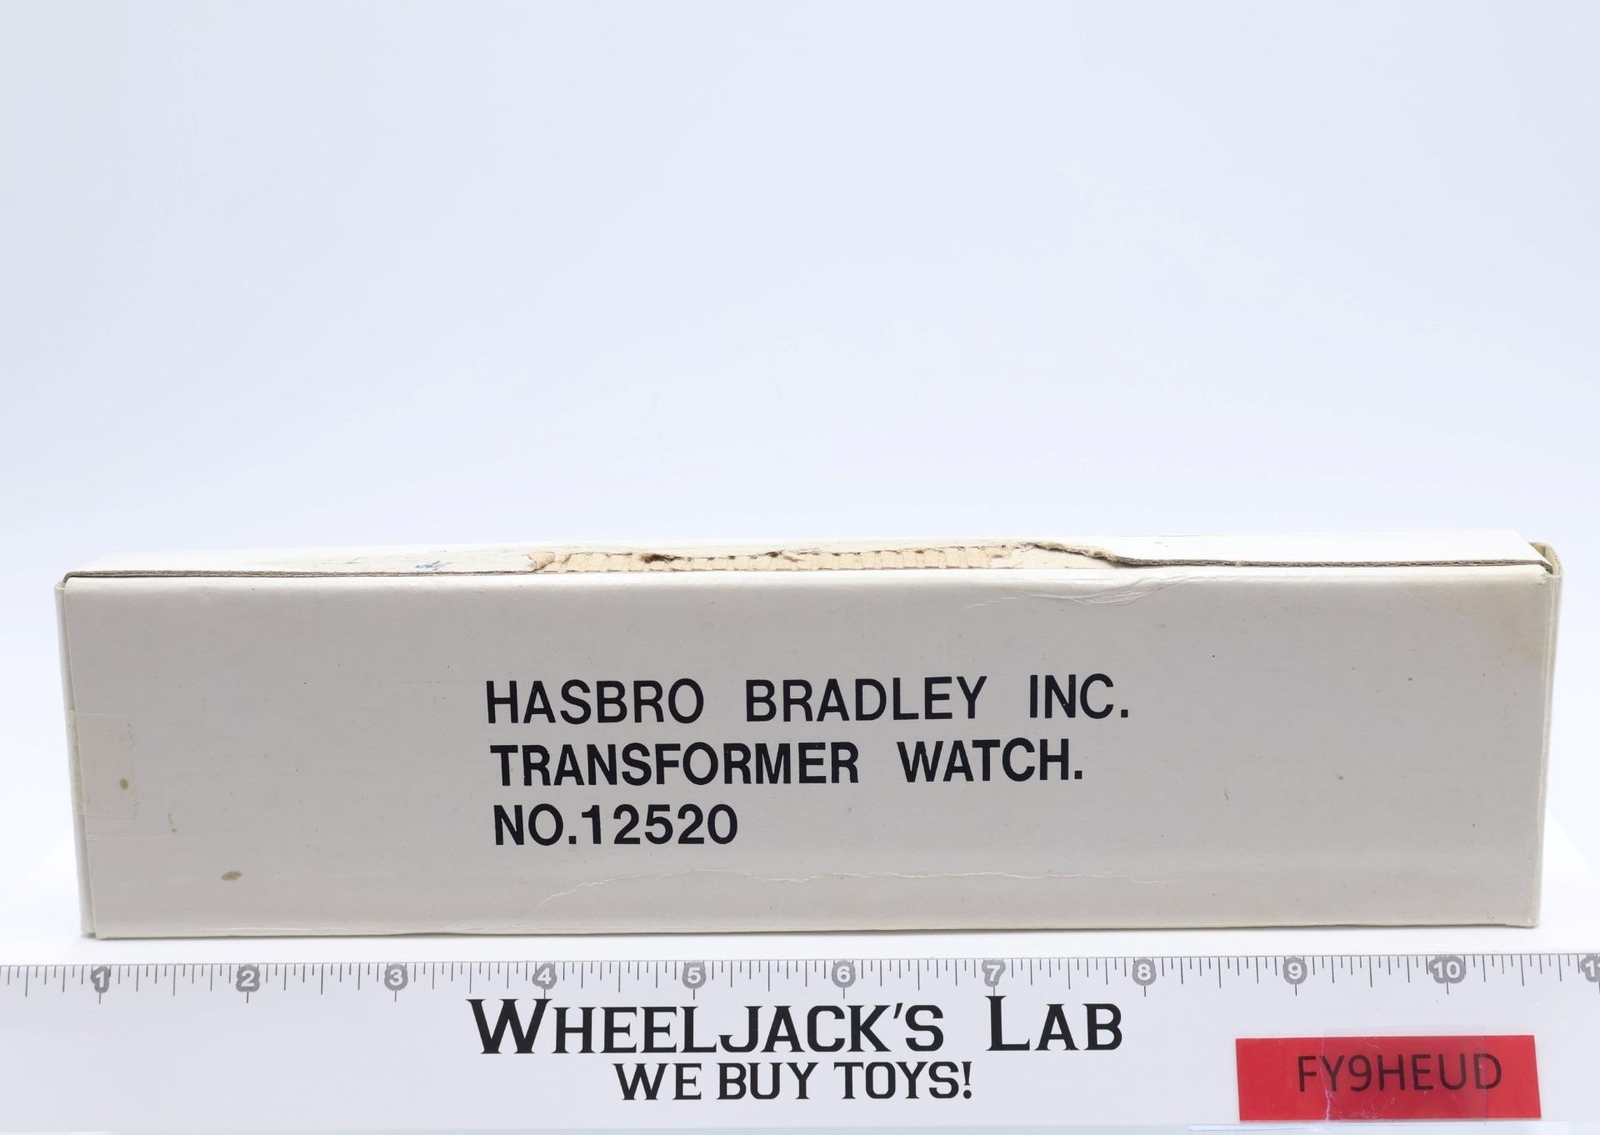 HASBRO BRADLEY INC.
TRANSFORMER WATCH.
NO.12520
1 2 3 4 5 6 7 8 9 10 11
WHEELJACK'S LAB
WE BUY TOYS!
FY9HEUD